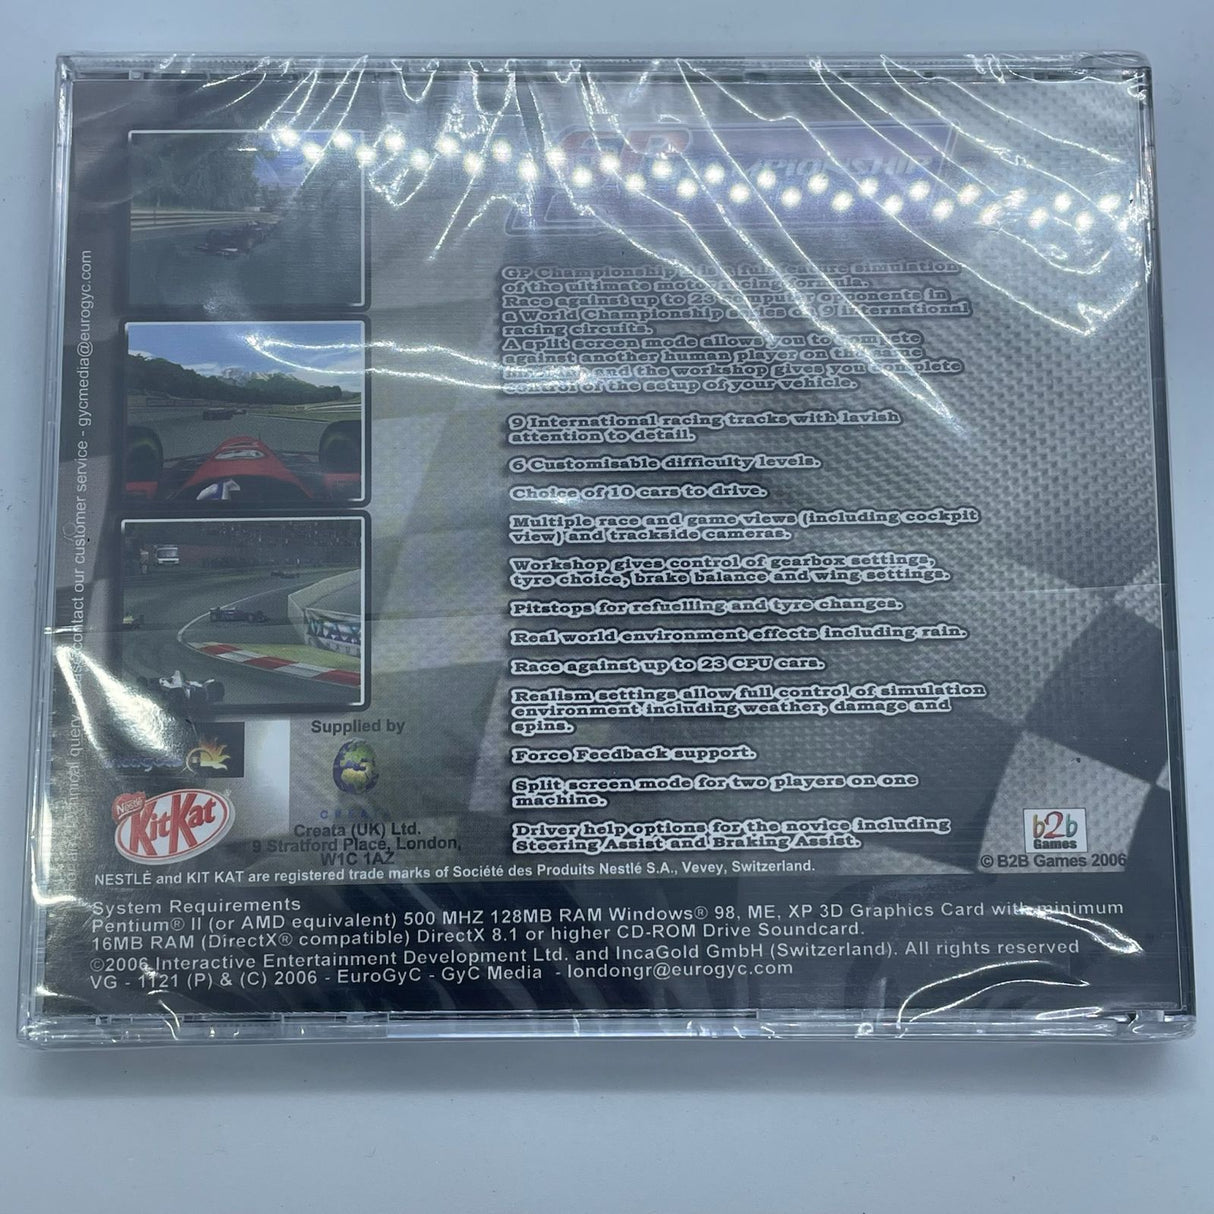 GP
GP Championship is a full feature simulation
of the ultimate motor racing formula.
Race against up to 23 computer opponents in
a World Championship series on 9 international
racing circuits.
A split screen mode allows you to compete
against another human player on the same
machine and the workshop gives you complete
control of the setup of your vehicle.
9 International racing tracks with lavish
attention to detail.
6 Customisable difficulty levels.
Choice of 10 cars to drive.
Multiple race and game views (including cockpit
view) and trackside cameras.
Workshop gives control of gearbox settings,
tyre choice, brake balance and wing settings.
Pitstops for refuelling and tyre changes.
Real world environment effects including rain.
Race against up to 23 CPU cars.
Realism settings allow full control of simulation
environment including weather, damage and
spins.
Force Feedback support.
Split screen mode for two players on one
machine.
Driver help options for the novice including
Steering Assist and Braking Assist.
contact our customer service - gycmedia@eurogyc.com
Supplied by
Creata (UK) Ltd.
9 Stratford Place, London,
W1C 1AZ
Nestlé
KitKat
b2b
Games
© B2B Games 2006
NESTLÉ and KIT KAT are registered trade marks of Société des Produits Nestlé S.A., Vevey, Switzerland.
System Requirements
Pentium® II (or AMD equivalent) 500 MHZ 128MB RAM Windows® 98, ME, XP 3D Graphics Card with minimum
16MB RAM (DirectX® compatible) DirectX 8.1 or higher CD-ROM Drive Soundcard.
©2006 Interactive Entertainment Development Ltd. and IncaGold GmbH (Switzerland). All rights reserved
VG - 1121 (P) & (C) 2006 - EuroGyC - GyC Media - londongr@eurogyc.com